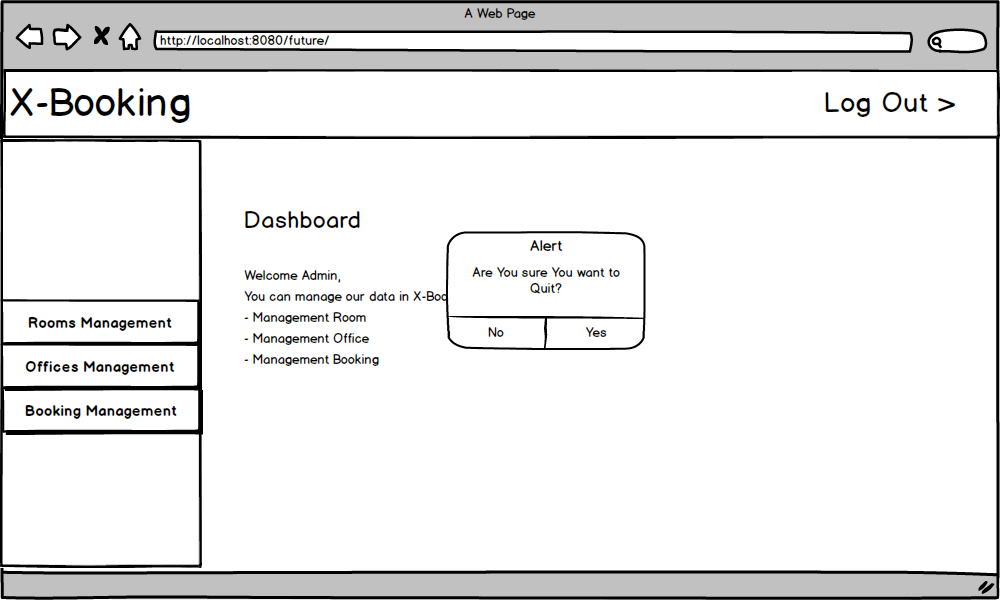 A Web Page
http://localhost:8080/future/
X-Booking
Log Out >
Rooms Management
Offices Management
Booking Management
Dashboard
Welcome Admin,
You can manage our data in X-Boo
- Management Room
- Management Office
- Management Booking
Alert
Are You sure You want to
Quit?
No
Yes